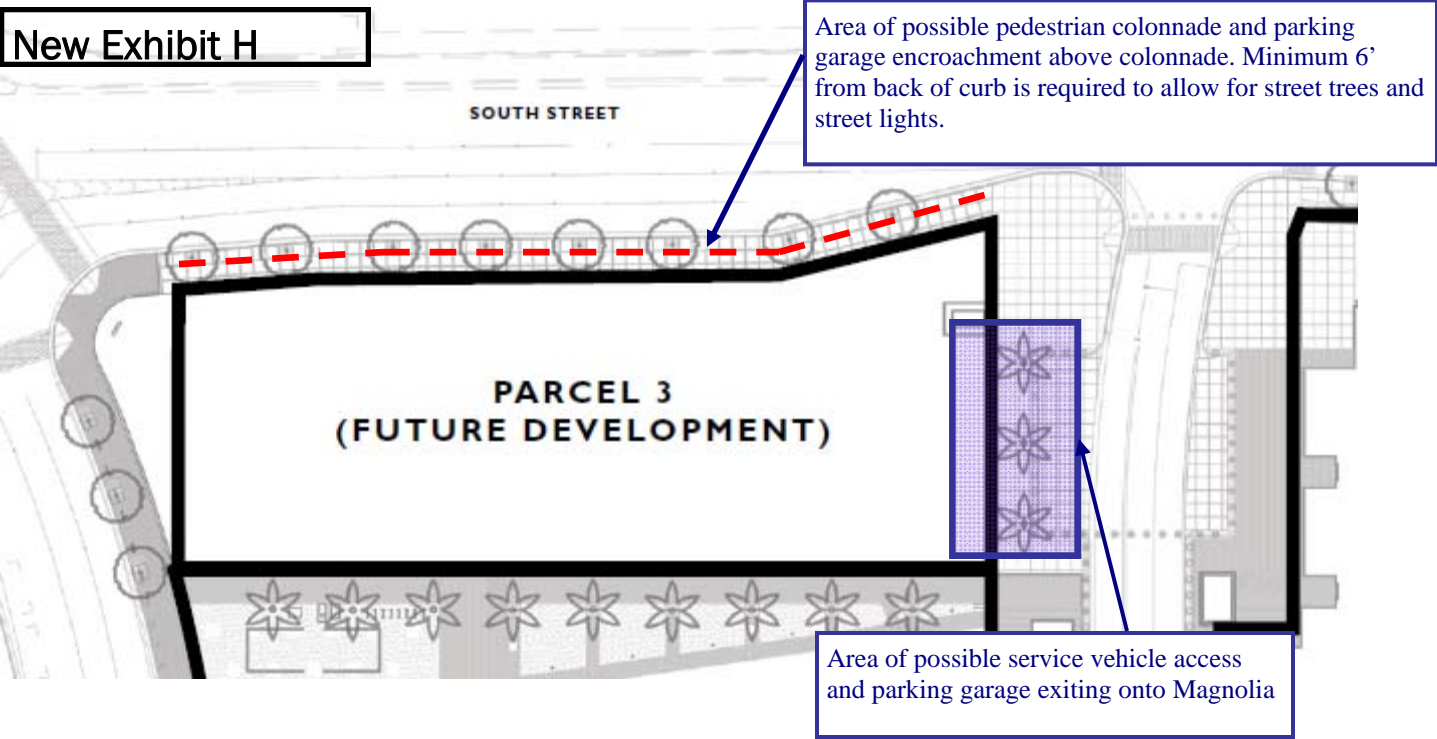 New Exhibit H
Area of possible pedestrian colonnade and parking
garage encroachment above colonnade. Minimum 6’
from back of curb is required to allow for street trees and
street lights.
SOUTH STREET
PARCEL 3
(FUTURE DEVELOPMENT)
Area of possible service vehicle access
and parking garage exiting onto Magnolia